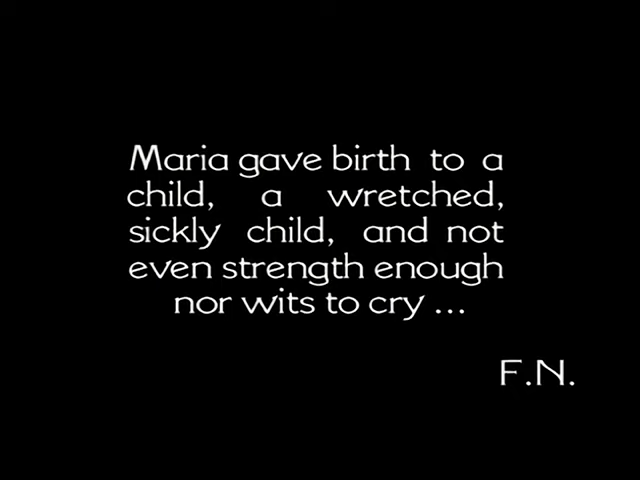 Maria gave birth to a
child, a wretched,
sickly child, and not
even strength enough
nor wits to cry ...
F.N.